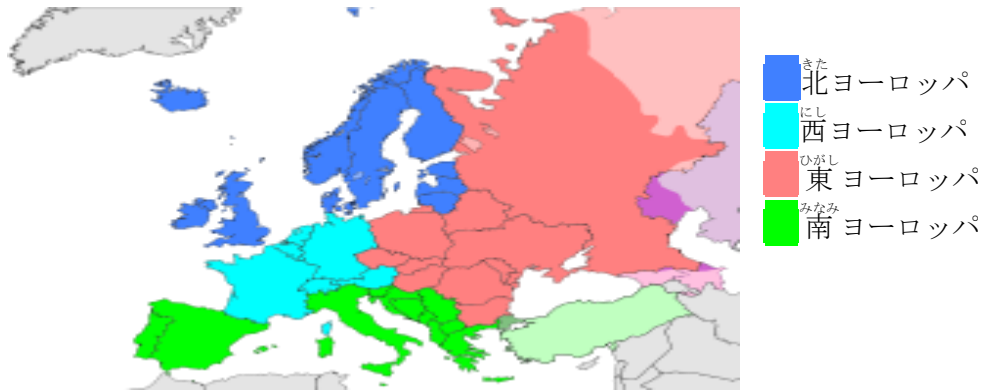 きた
北ヨーロッパ
にし
西ヨーロッパ
ひがし
東 ヨーロッパ
みなみ
南 ヨーロッパ